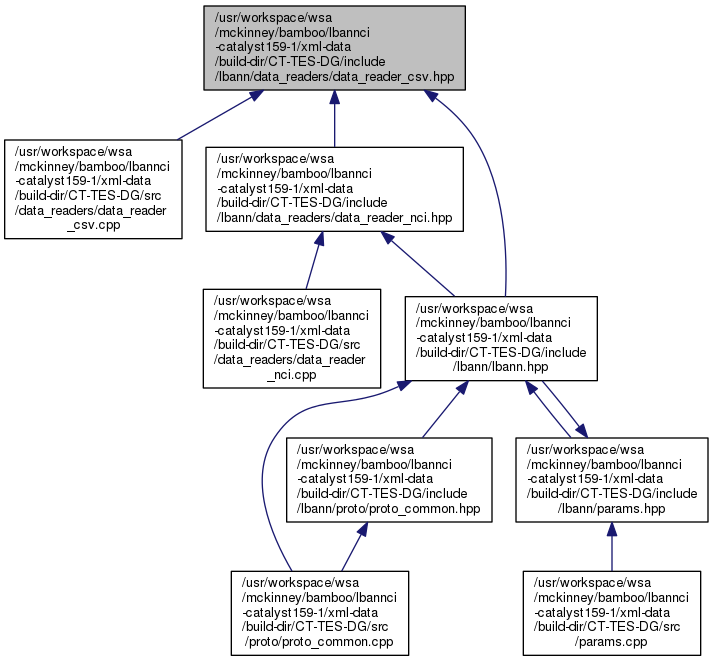 /usr/workspace/wsa
/mckinney/bamboo/lbannci
-catalyst159-1/xml-data
/build-dir/CT-TES-DG/include
/lbann/data_readers/data_reader_csv.hpp
/usr/workspace/wsa
/mckinney/bamboo/lbannci
-catalyst159-1/xml-data
/build-dir/CT-TES-DG/src
/data_readers/data_reader
_csv.cpp
/usr/workspace/wsa
/mckinney/bamboo/lbannci
-catalyst159-1/xml-data
/build-dir/CT-TES-DG/include
/lbann/data_readers/data_reader_nci.hpp
/usr/workspace/wsa
/mckinney/bamboo/lbannci
-catalyst159-1/xml-data
/build-dir/CT-TES-DG/src
/data_readers/data_reader
_nci.cpp
/usr/workspace/wsa
/mckinney/bamboo/lbannci
-catalyst159-1/xml-data
/build-dir/CT-TES-DG/include
/lbann/lbann.hpp
/usr/workspace/wsa
/mckinney/bamboo/lbannci
-catalyst159-1/xml-data
/build-dir/CT-TES-DG/include
/lbann/proto/proto_common.hpp
/usr/workspace/wsa
/mckinney/bamboo/lbannci
-catalyst159-1/xml-data
/build-dir/CT-TES-DG/include
/lbann/params.hpp
/usr/workspace/wsa
/mckinney/bamboo/lbannci
-catalyst159-1/xml-data
/build-dir/CT-TES-DG/src
/proto/proto_common.cpp
/usr/workspace/wsa
/mckinney/bamboo/lbannci
-catalyst159-1/xml-data
/build-dir/CT-TES-DG/src
/params.cpp